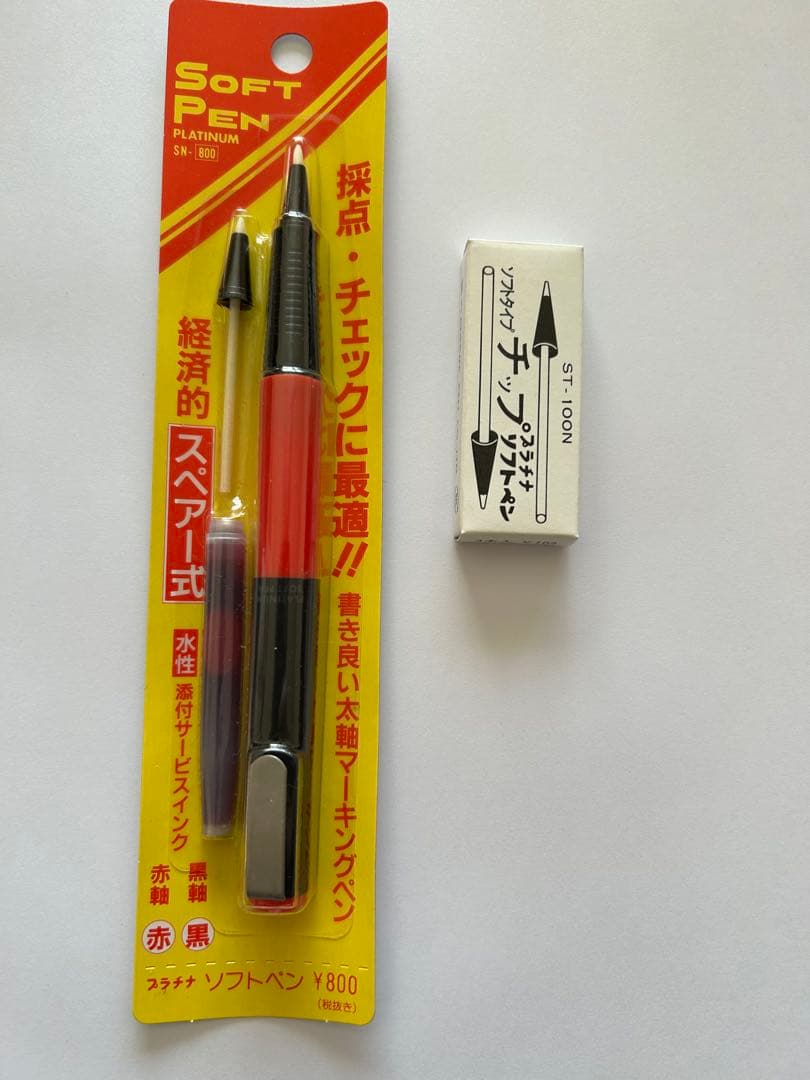 SOFT
PEN
PLATINUM
SN-800
採点・チェックに最適!!
書き良い太軸マーキングペン
経済的
スペアー式
水性
添付サービスインク
黒軸
赤軸
赤
黒
プラチナ ソフトペン ¥800
(税抜き)
ST-100N
プラチナ
ソフトペン
チップ
ソフトタイプ